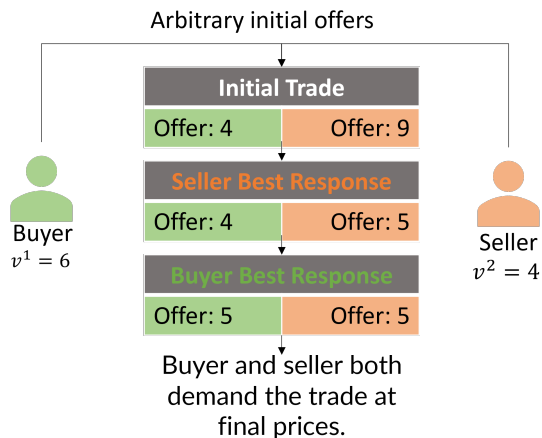 Arbitrary initial offers
Initial Trade
Offer: 4 Offer: 9
Seller Best Response
Offer: 4 Offer: 5
Buyer
v¹ = 6
Seller
v² = 4
Buyer Best Response
Offer: 5 Offer: 5
Buyer and seller both
demand the trade at
final prices.